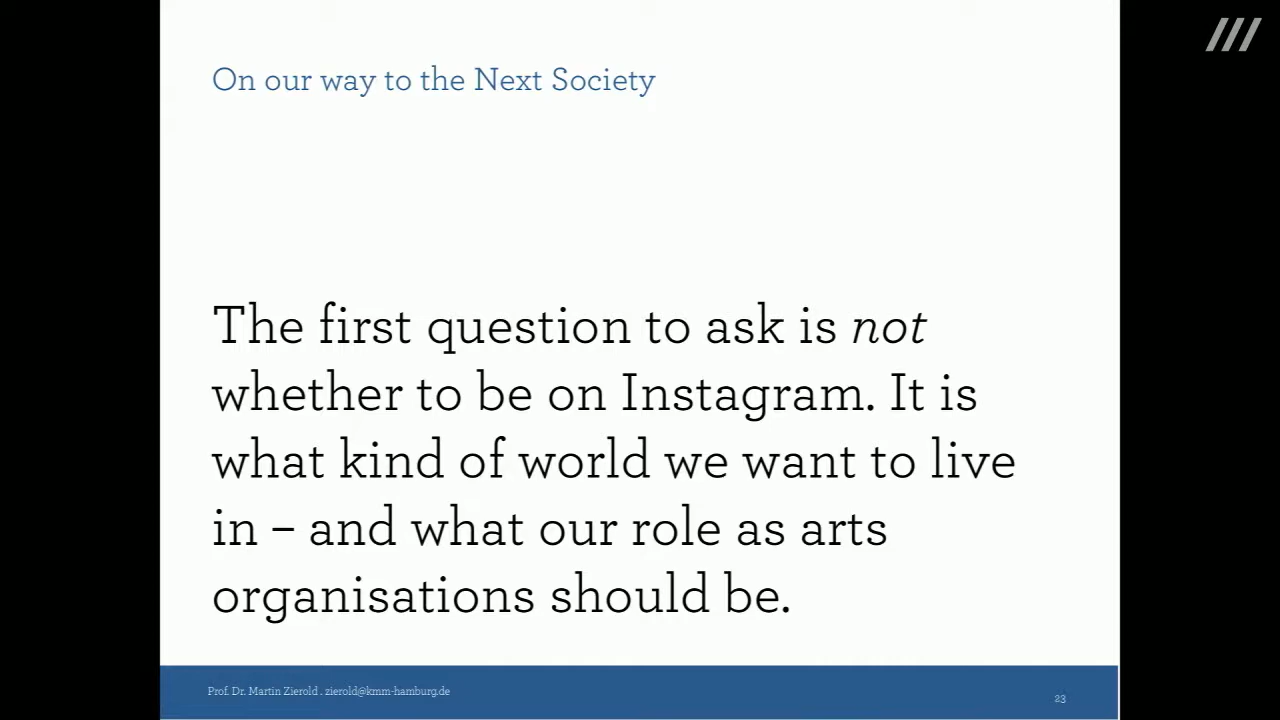 On our way to the Next Society
The first question to ask is not
whether to be on Instagram. It is
what kind of world we want to live
in – and what our role as arts
organisations should be.
Prof. Dr. Martin Zierold . zierold@kmm-hamburg.de
23